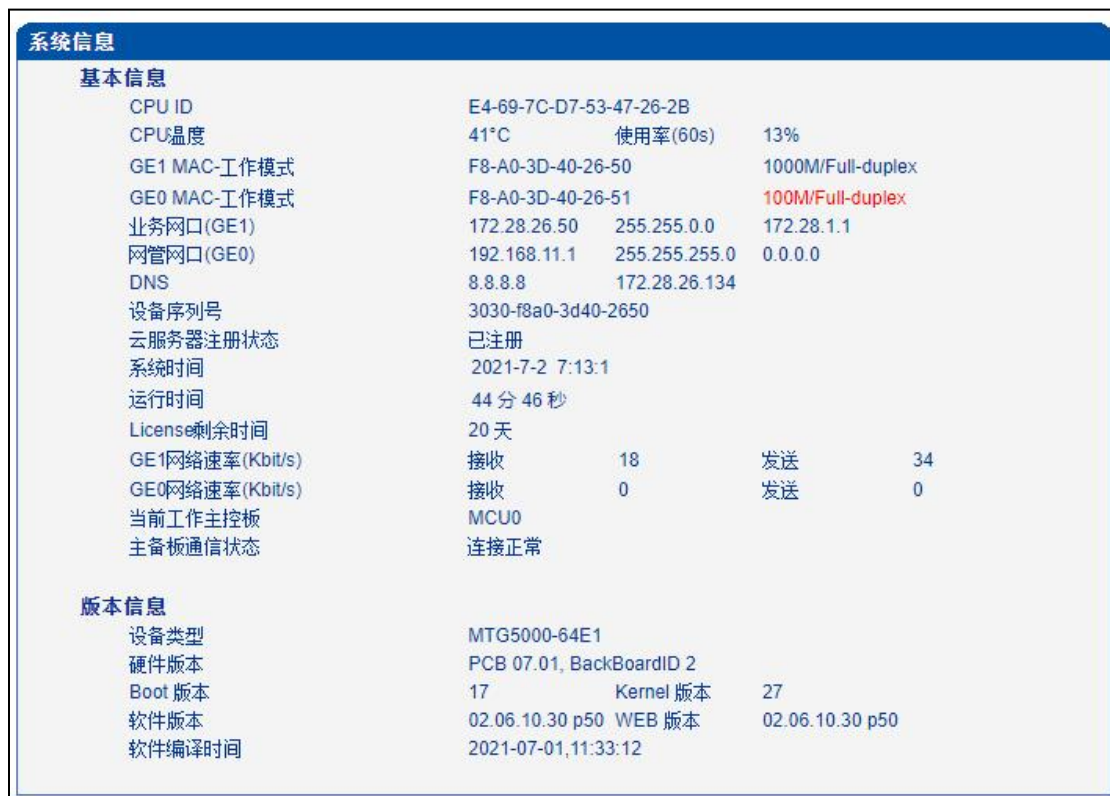 系统信息
基本信息
CPU ID E4-69-7C-D7-53-47-26-2B
CPU温度 41°C 使用率(60s) 13%
GE1 MAC-工作模式 F8-A0-3D-40-26-50 1000M/Full-duplex
GE0 MAC-工作模式 F8-A0-3D-40-26-51 100M/Full-duplex
业务网口(GE1) 172.28.26.50 255.255.0.0 172.28.1.1
网管网口(GE0) 192.168.11.1 255.255.255.0 0.0.0.0
DNS 8.8.8.8 172.28.26.134
设备序列号 3030-f8a0-3d40-2650
云服务器注册状态 已注册
系统时间 2021-7-2 7:13:1
运行时间 44 分 46 秒
License剩余时间 20 天
GE1网络速率(Kbit/s) 接收 18 发送 34
GE0网络速率(Kbit/s) 接收 0 发送 0
当前工作主控板 MCU0
主备板通信状态 连接正常
版本信息
设备类型 MTG5000-64E1
硬件版本 PCB 07.01, BackBoardID 2
Boot 版本 17 Kernel 版本 27
软件版本 02.06.10.30 p50 WEB 版本 02.06.10.30 p50
软件编译时间 2021-07-01,11:33:12